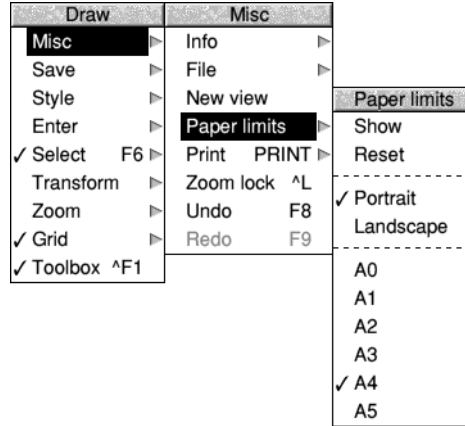 Draw
Misc
Save
Style
Enter
✓ Select F6
Transform
Zoom
✓ Grid
✓ Toolbox ^F1
Misc
Info
File
New view
Paper limits
Print PRINT
Zoom lock ^L
Undo F8
Redo F9
Paper limits
Show
Reset
✓ Portrait
Landscape
A0
A1
A2
A3
✓ A4
A5